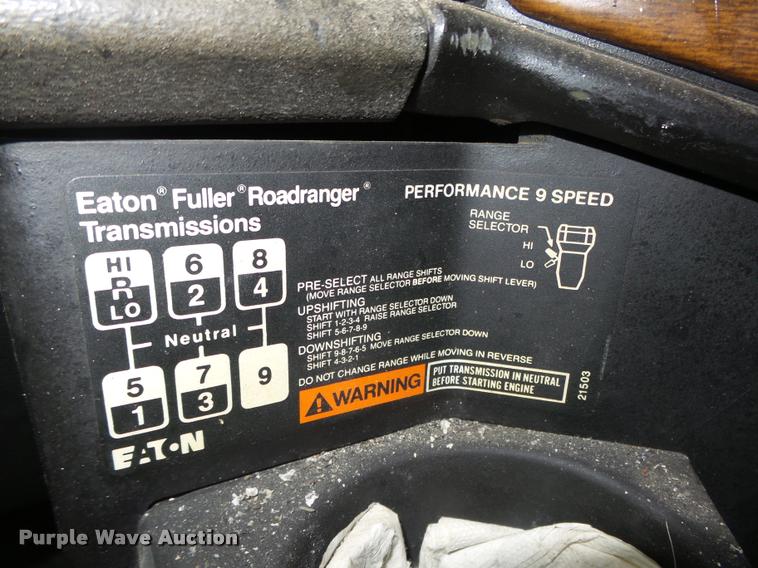 Eaton® Fuller® Roadranger®
Transmissions
PERFORMANCE 9 SPEED
RANGE
SELECTOR
HI
LO
HI
R
LO
6
2
8
4
Neutral
5
1
7
3
9
PRE-SELECT ALL RANGE SHIFTS
(MOVE RANGE SELECTOR BEFORE MOVING SHIFT LEVER)
UPSHIFTING
START WITH RANGE SELECTOR DOWN
SHIFT 1-2-3-4 RAISE RANGE SELECTOR
SHIFT 5-6-7-8-9
DOWNSHIFTING
SHIFT 9-8-7-6-5 MOVE RANGE SELECTOR DOWN
SHIFT 4-3-2-1
DO NOT CHANGE RANGE WHILE MOVING IN REVERSE
WARNING
PUT TRANSMISSION IN NEUTRAL
BEFORE STARTING ENGINE
21503
EATON
Purple Wave Auction®